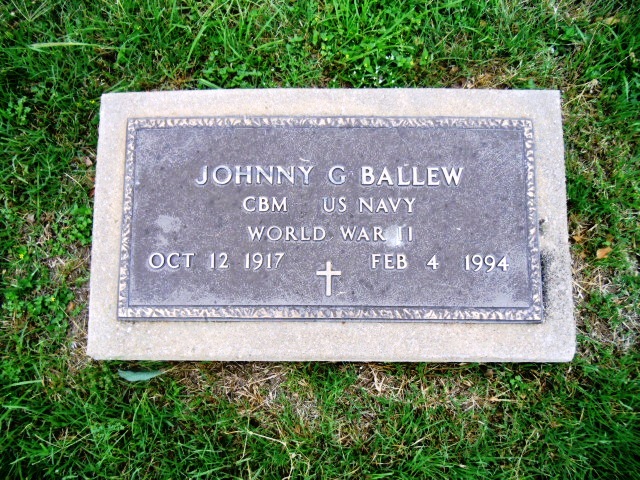 JOHNNY G BALLEW
CBM US NAVY
WORLD WAR II
OCT 12 1917 FEB 4 1994